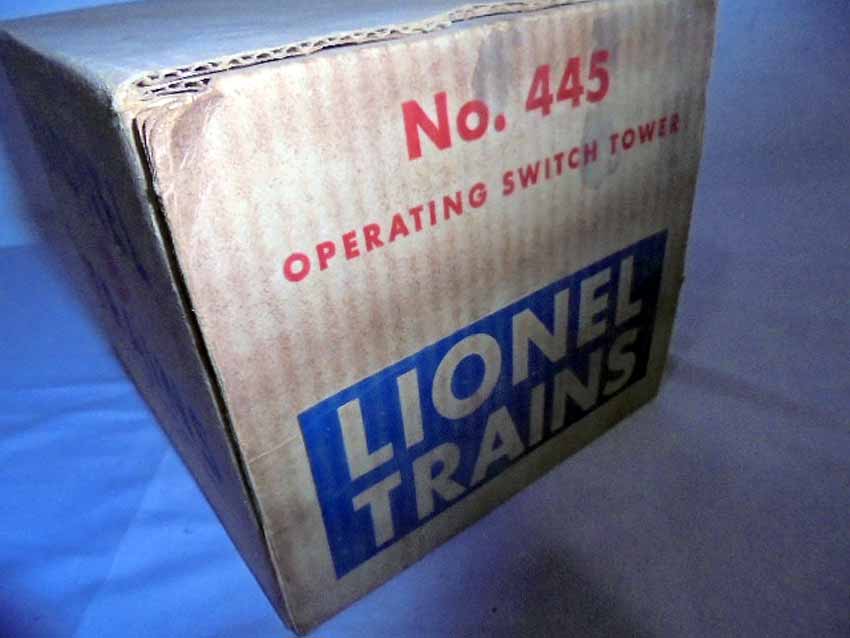 No. 445
OPERATING SWITCH TOWER
LIONEL
TRAINS